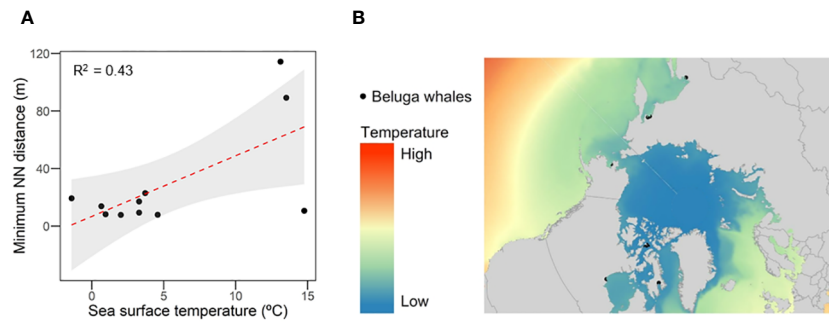 A
B
R² = 0.43
Minimum NN distance (m)
120
80
40
0
0
5
10
15
Sea surface temperature (ºC)
Beluga whales
Temperature
High
Low